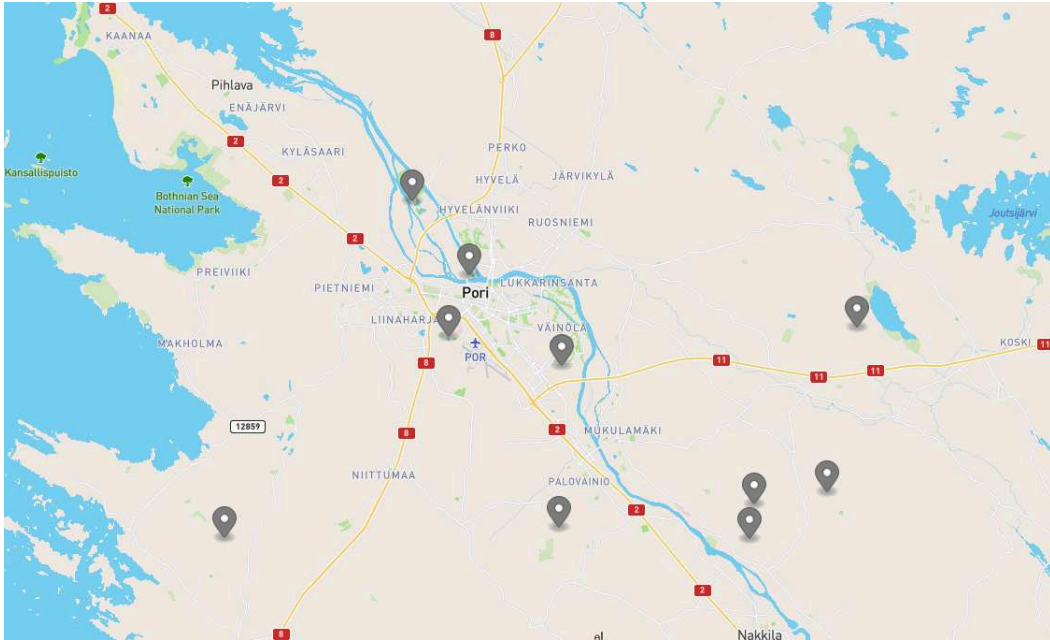 2
KAANAA
8
Pihlava
ENÄJÄRVI
2
PERKO
KYLÄSAARI
Kansallispuisto
2
HYVELÄ
JÄRVIKYLÄ
Bothnian Sea
National Park
HYVELÄNVIIKI
Joutsijärvi
RUOSNIEMI
2
PREIVIIKI
PIETNIEMI
LUKKARINSANTA
Pori
LIINAHARJA
VÄINÖLÄ
MAKHOLMA
KOSKI
11
POR
8
11
11
11
12859
8
2
MUKULAMÄKI
NIITTUMAA
PALOVAINIO
2
2
8
el
Nakkila